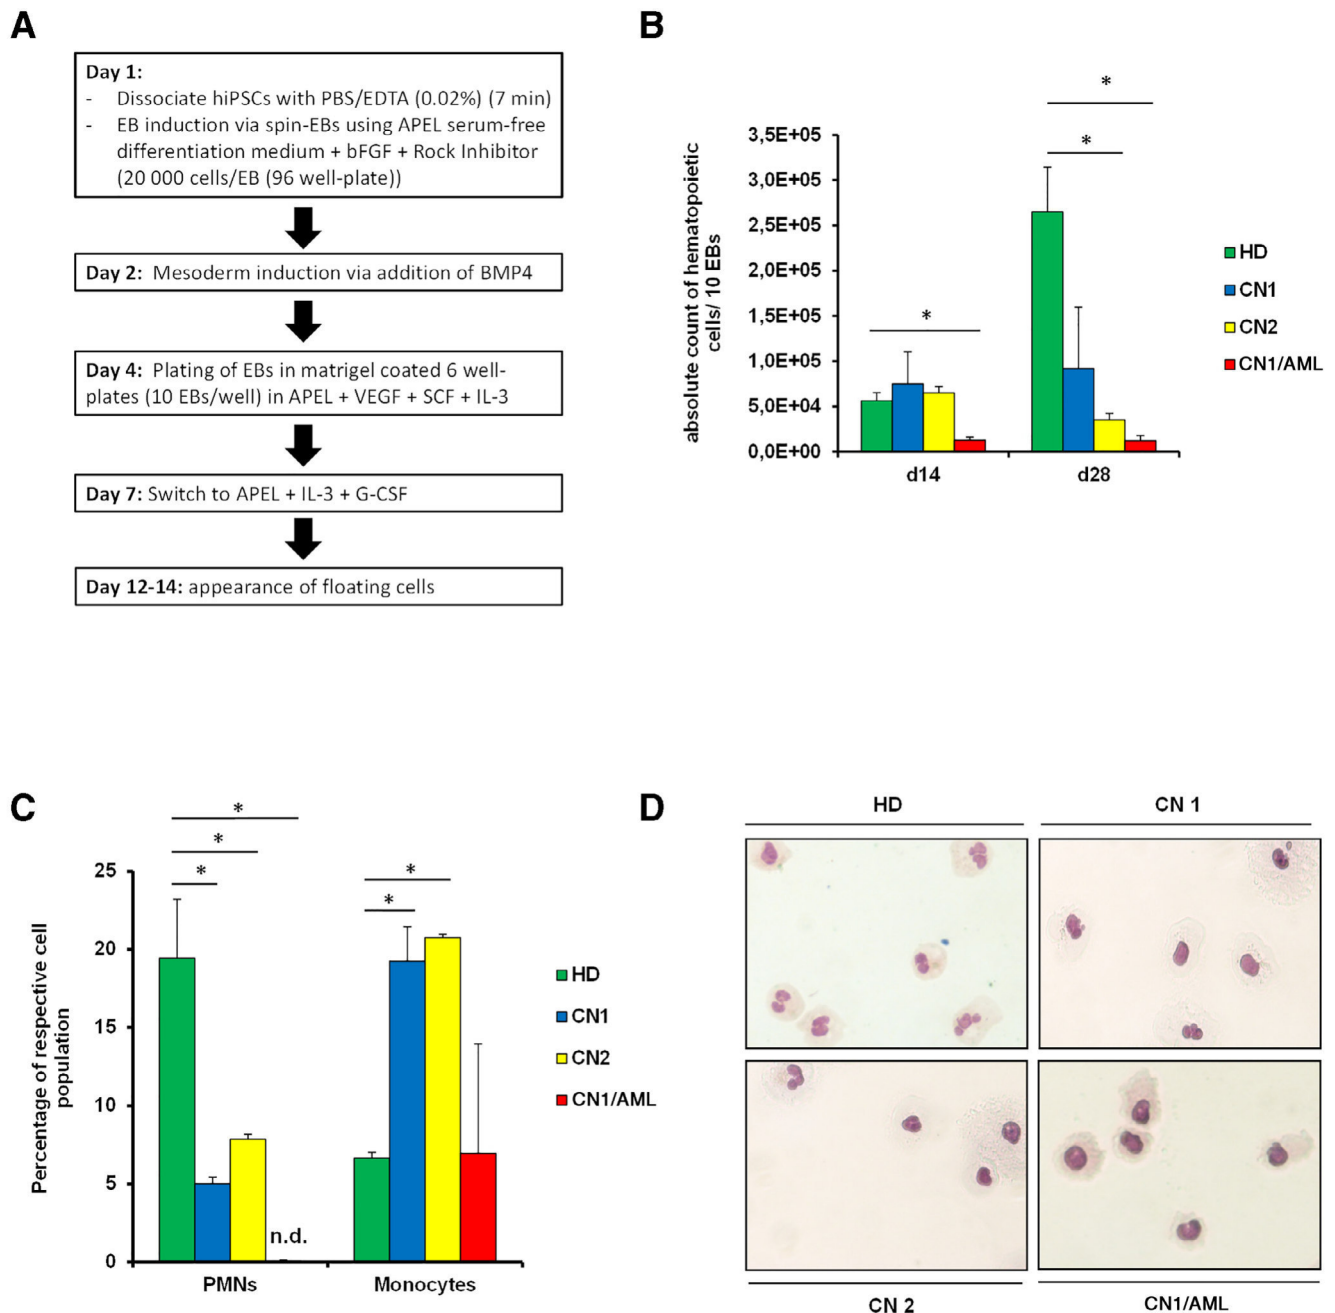 A
Day 1:
- Dissociate hiPSCs with PBS/EDTA (0.02%) (7 min)
- EB induction via spin-EBs using APEL serum-free
differentiation medium + bFGF + Rock Inhibitor
(20 000 cells/EB (96 well-plate))
Day 2: Mesoderm induction via addition of BMP4
Day 4: Plating of EBs in matrigel coated 6 well-
plates (10 EBs/well) in APEL + VEGF + SCF + IL-3
Day 7: Switch to APEL + IL-3 + G-CSF
Day 12-14: appearance of floating cells
B
absolute count of hematopoietic
cells/ 10 EBs
3,5E+05
3,0E+05
2,5E+05
2,0E+05
1,5E+05
1,0E+05
5,0E+04
0,0E+00
*
*
*
d14
d28
HD
CN1
CN2
CN1/AML
C
Percentage of respective cell
population
25
20
15
10
5
0
*
*
*
*
*
n.d.
PMNs
Monocytes
HD
CN1
CN2
CN1/AML
D
HD
CN 1
CN 2
CN1/AML